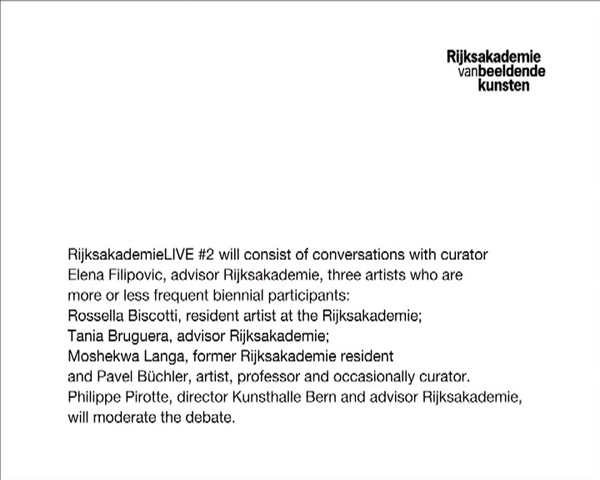 Rijksakademie
vanbeeldende
kunsten
RijksakademieLIVE #2 will consist of conversations with curator
Elena Filipovic, advisor Rijksakademie, three artists who are
more or less frequent biennial participants:
Rossella Biscotti, resident artist at the Rijksakademie;
Tania Bruguera, advisor Rijksakademie;
Moshekwa Langa, former Rijksakademie resident
and Pavel Büchler, artist, professor and occasionally curator.
Philippe Pirotte, director Kunsthalle Bern and advisor Rijksakademie,
will moderate the debate.